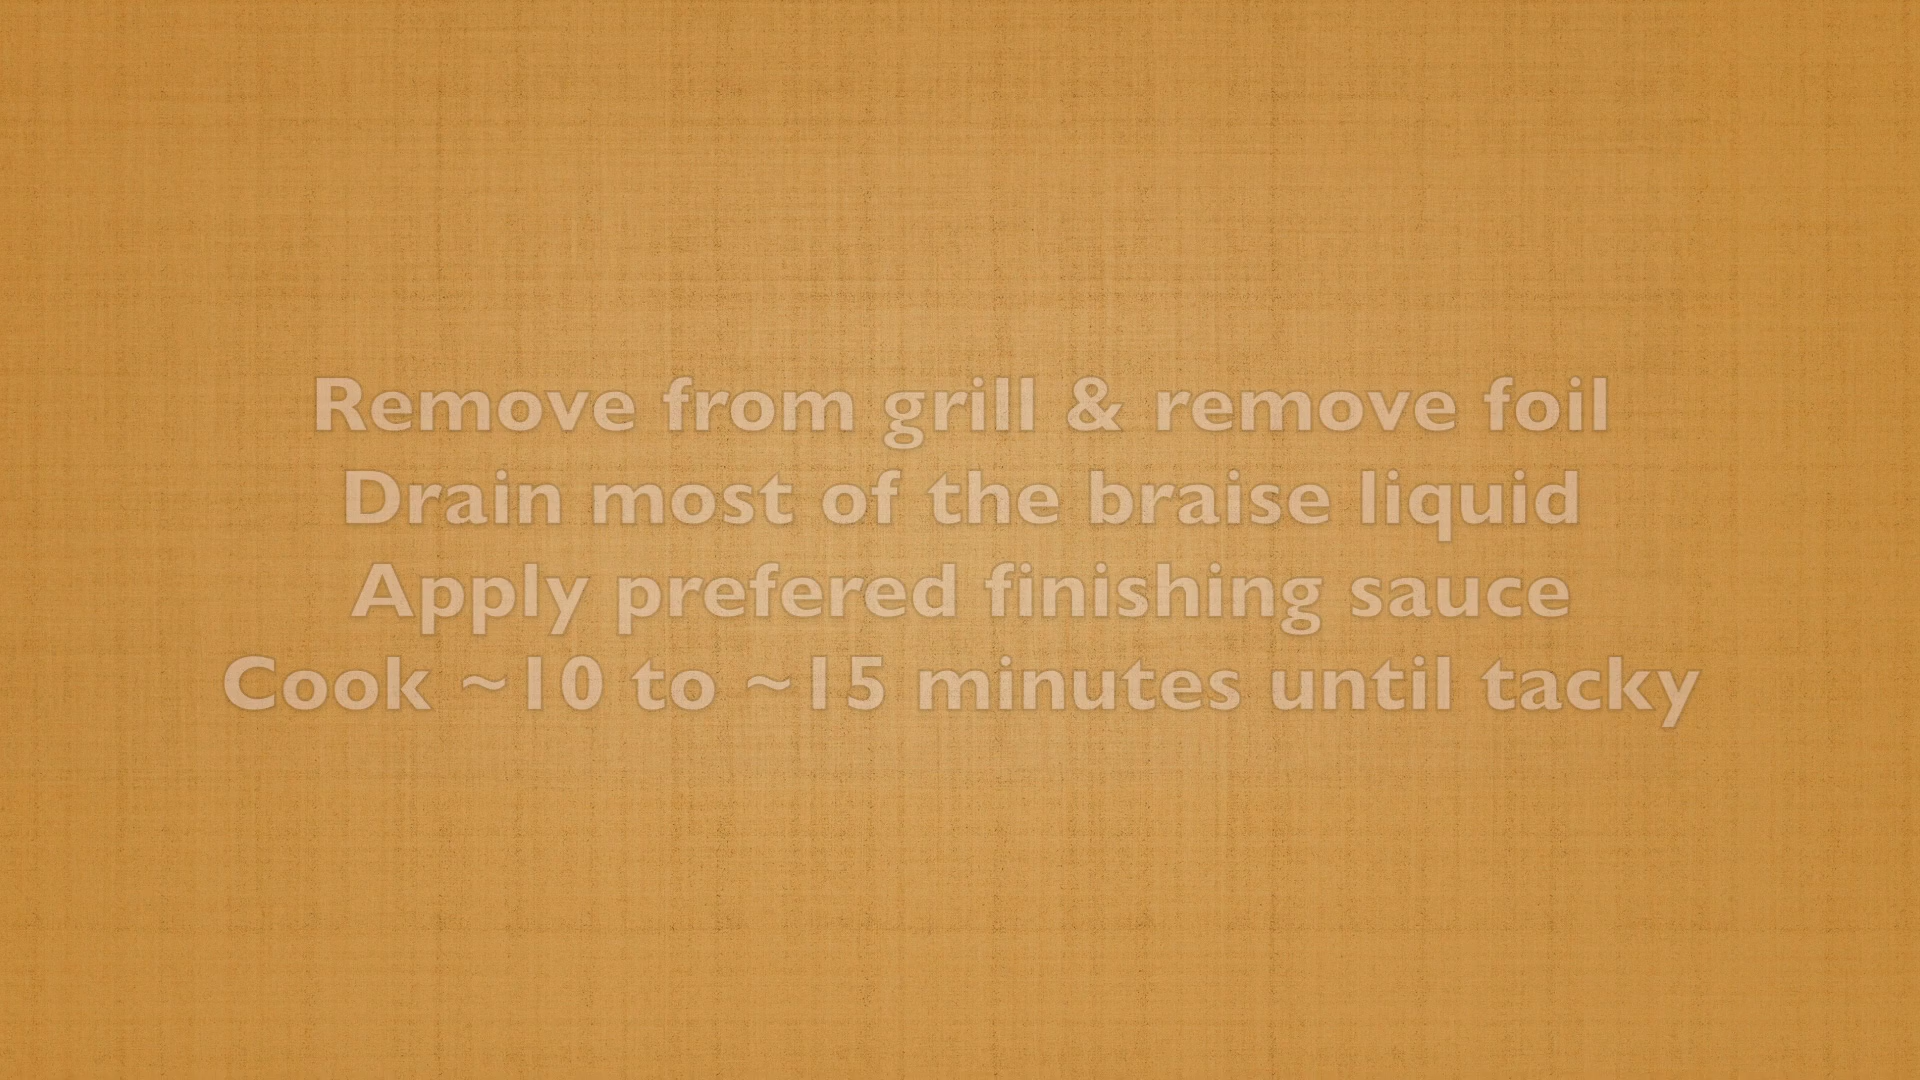 Remove from grill & remove foil
Drain most of the braise liquid
Apply prefered finishing sauce
Cook ~10 to ~15 minutes until tacky